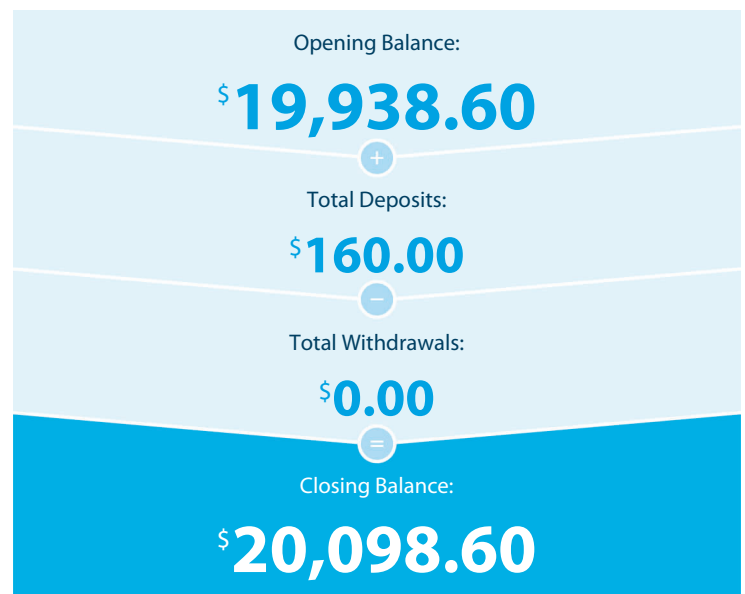 Opening Balance:
$19,938.60
+
Total Deposits:
$160.00
−
Total Withdrawals:
$0.00
=
Closing Balance:
$20,098.60